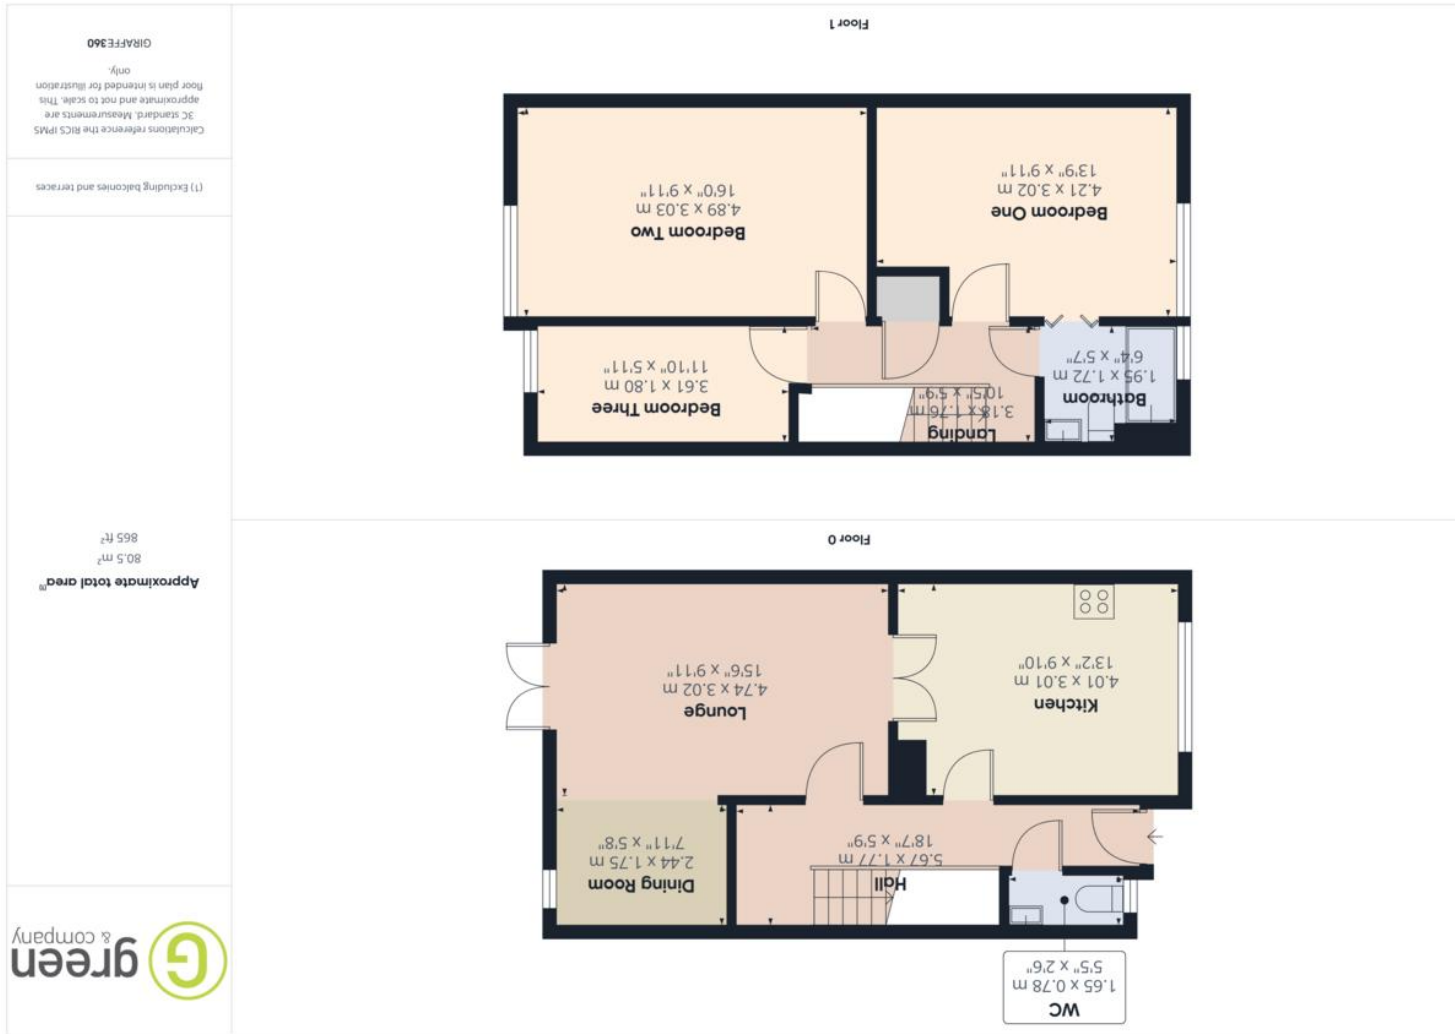 G green
& company
Approximate total area(1)
80.5 m²
865 ft²
(1) Excluding balconies and terraces
Calculations reference the RICS IPMS
3C standard. Measurements are
approximate and not to scale. This
floor plan is intended for illustration
only.
GIRAFFE360
WC
1.65 x 0.78 m
5'5" x 2'6"
Hall
5.67 x 1.77 m
18'7" x 5'9"
Dining Room
2.44 x 1.75 m
7'11" x 5'8"
Kitchen
4.01 x 3.01 m
13'2" x 9'10"
Lounge
4.74 x 3.02 m
15'6" x 9'11"
Floor 0
Landing
3.18 x 1.76 m
10'5" x 5'9"
Bathroom
1.95 x 1.72 m
6'4" x 5'7"
Bedroom Three
3.61 x 1.80 m
11'10" x 5'11"
Bedroom One
4.21 x 3.02 m
13'9" x 9'11"
Bedroom Two
4.89 x 3.03 m
16'0" x 9'11"
Floor 1